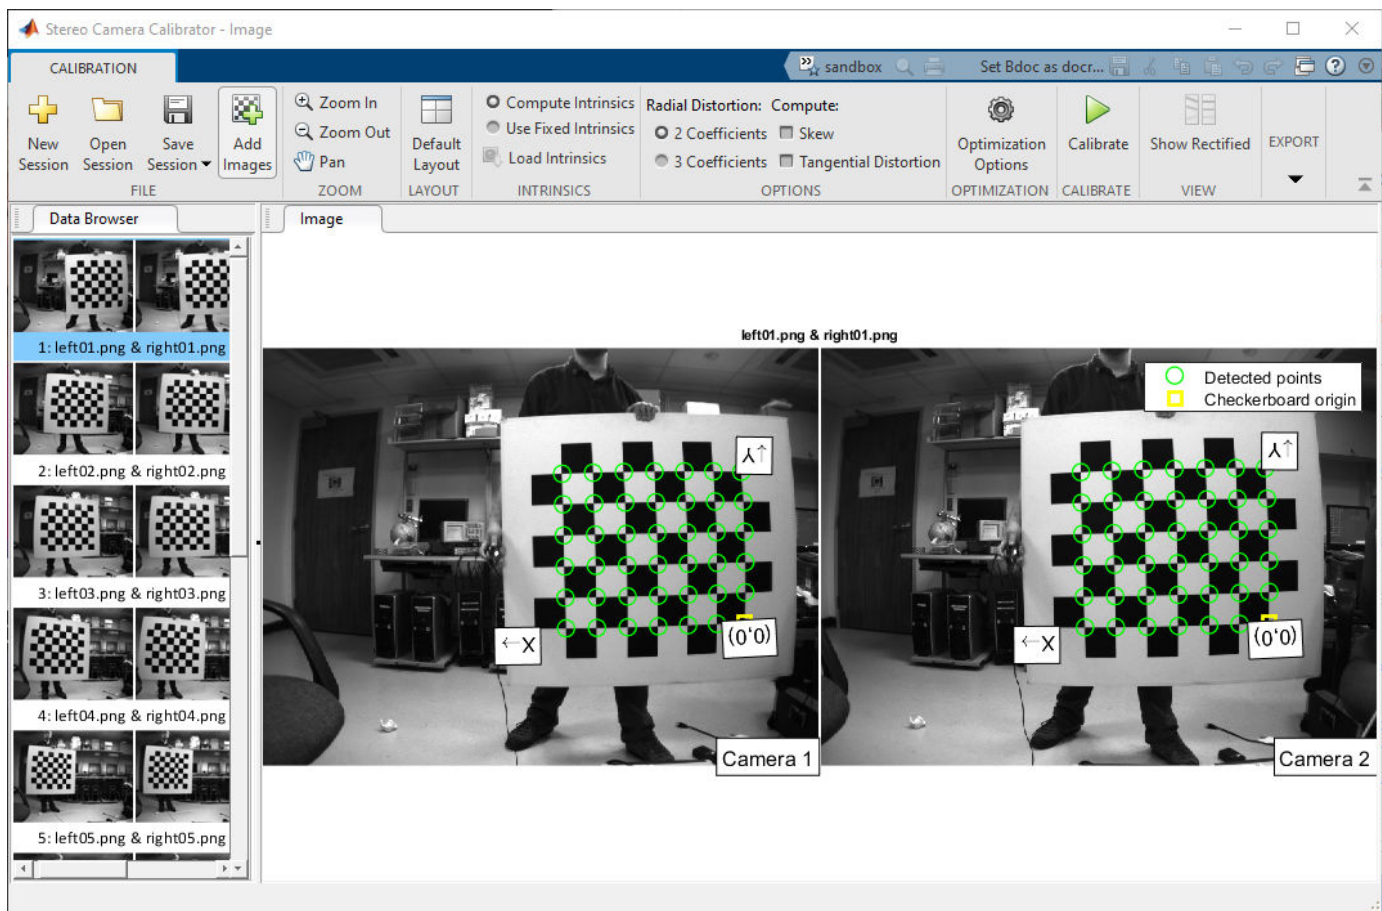 Stereo Camera Calibrator - Image
CALIBRATION
sandbox
Set Bdoc as docr...
New Session
Open Session
Save Session
Add Images
FILE
Zoom In
Zoom Out
Pan
ZOOM
Default Layout
LAYOUT
Compute Intrinsics
Use Fixed Intrinsics
Load Intrinsics
INTRINSICS
Radial Distortion: Compute:
2 Coefficients Skew
3 Coefficients Tangential Distortion
OPTIONS
Optimization Options
OPTIMIZATION
Calibrate
CALIBRATE
Show Rectified
VIEW
EXPORT
Data Browser
1: left01.png & right01.png
2: left02.png & right02.png
3: left03.png & right03.png
4: left04.png & right04.png
5: left05.png & right05.png
Image
left01.png & right01.png
Detected points
Checkerboard origin
Y→
←X
(0,0)
Camera 1
Y→
←X
(0,0)
Camera 2